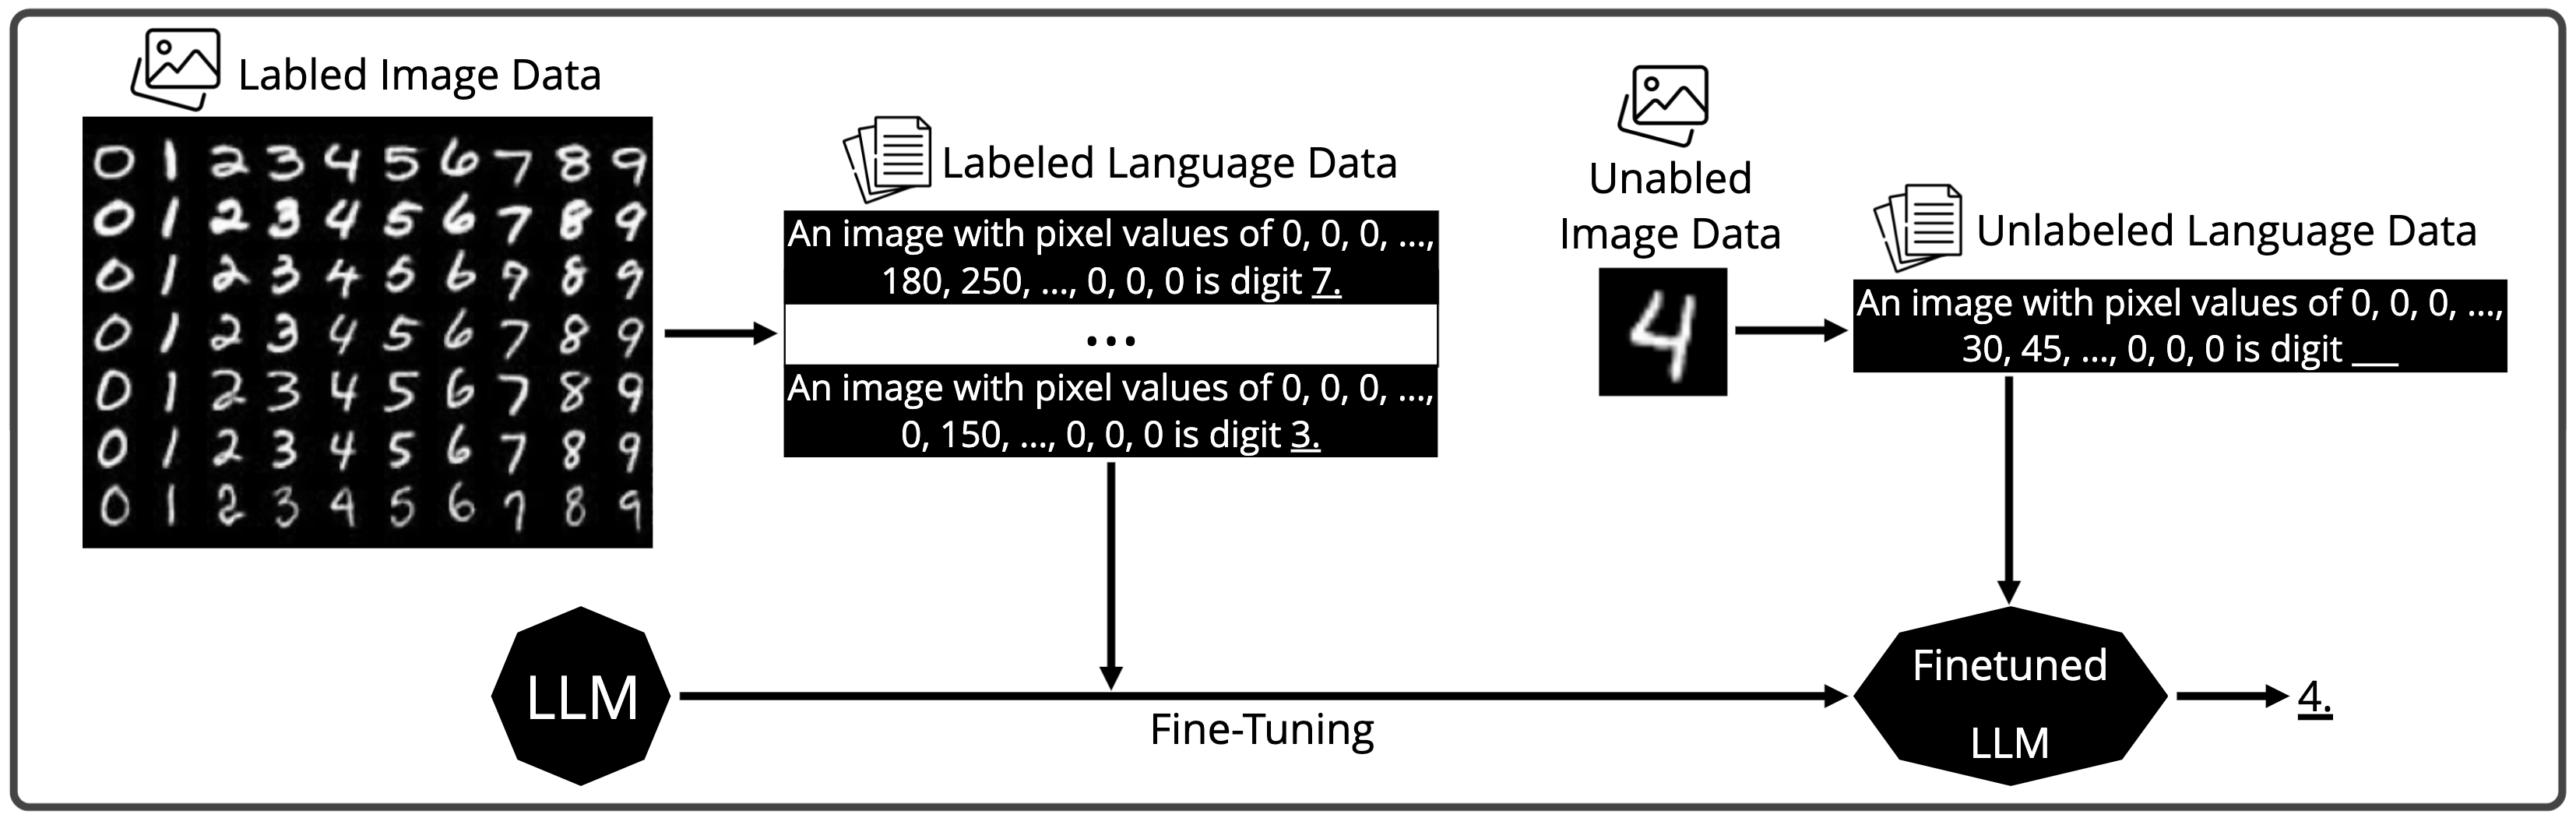 Labled Image Data
0 1 2 3 4 5 6 7 8 9
0 1 2 3 4 5 6 7 8 9
0 1 2 3 4 5 6 7 8 9
0 1 2 3 4 5 6 7 8 9
0 1 2 3 4 5 6 7 8 9
0 1 2 3 4 5 6 7 8 9
0 1 2 3 4 5 6 7 8 9
Labeled Language Data
An image with pixel values of 0, 0, 0, ...,
180, 250, ..., 0, 0, 0 is digit 7.
...
An image with pixel values of 0, 0, 0, ...,
0, 150, ..., 0, 0, 0 is digit 3.
Unabled
Image Data
4
Unlabeled Language Data
An image with pixel values of 0, 0, 0, ...,
30, 45, ..., 0, 0, 0 is digit ___
LLM
Fine-Tuning
Finetuned
LLM
4.